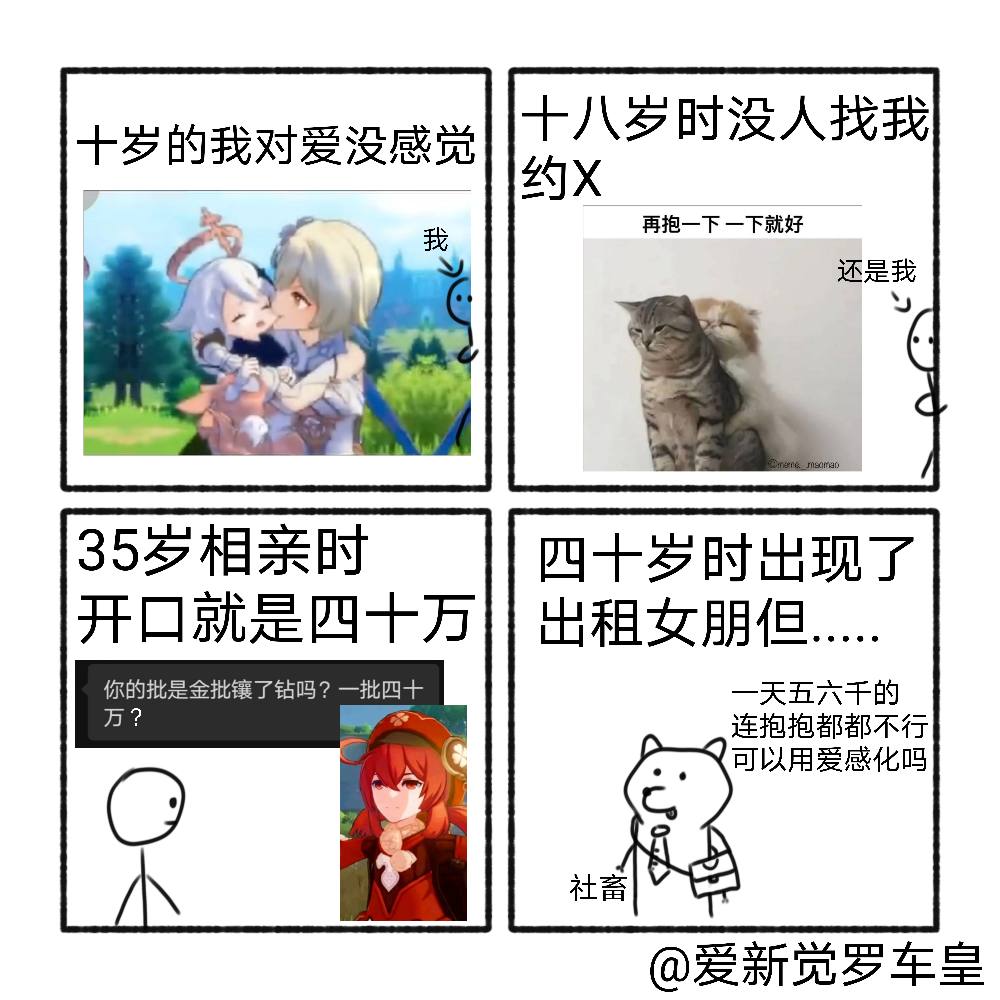 十岁的我对爱没感觉
我
十八岁时没人找我
约X
再抱一下 一下就好
还是我
©meme._.maomao
35岁相亲时
开口就是四十万
你的批是金批镶了钻吗？一批四十
万？
四十岁时出现了
出租女朋但.....
一天五六千的
连抱抱都都不行
可以用爱感化吗
社畜
@爱新觉罗车皇